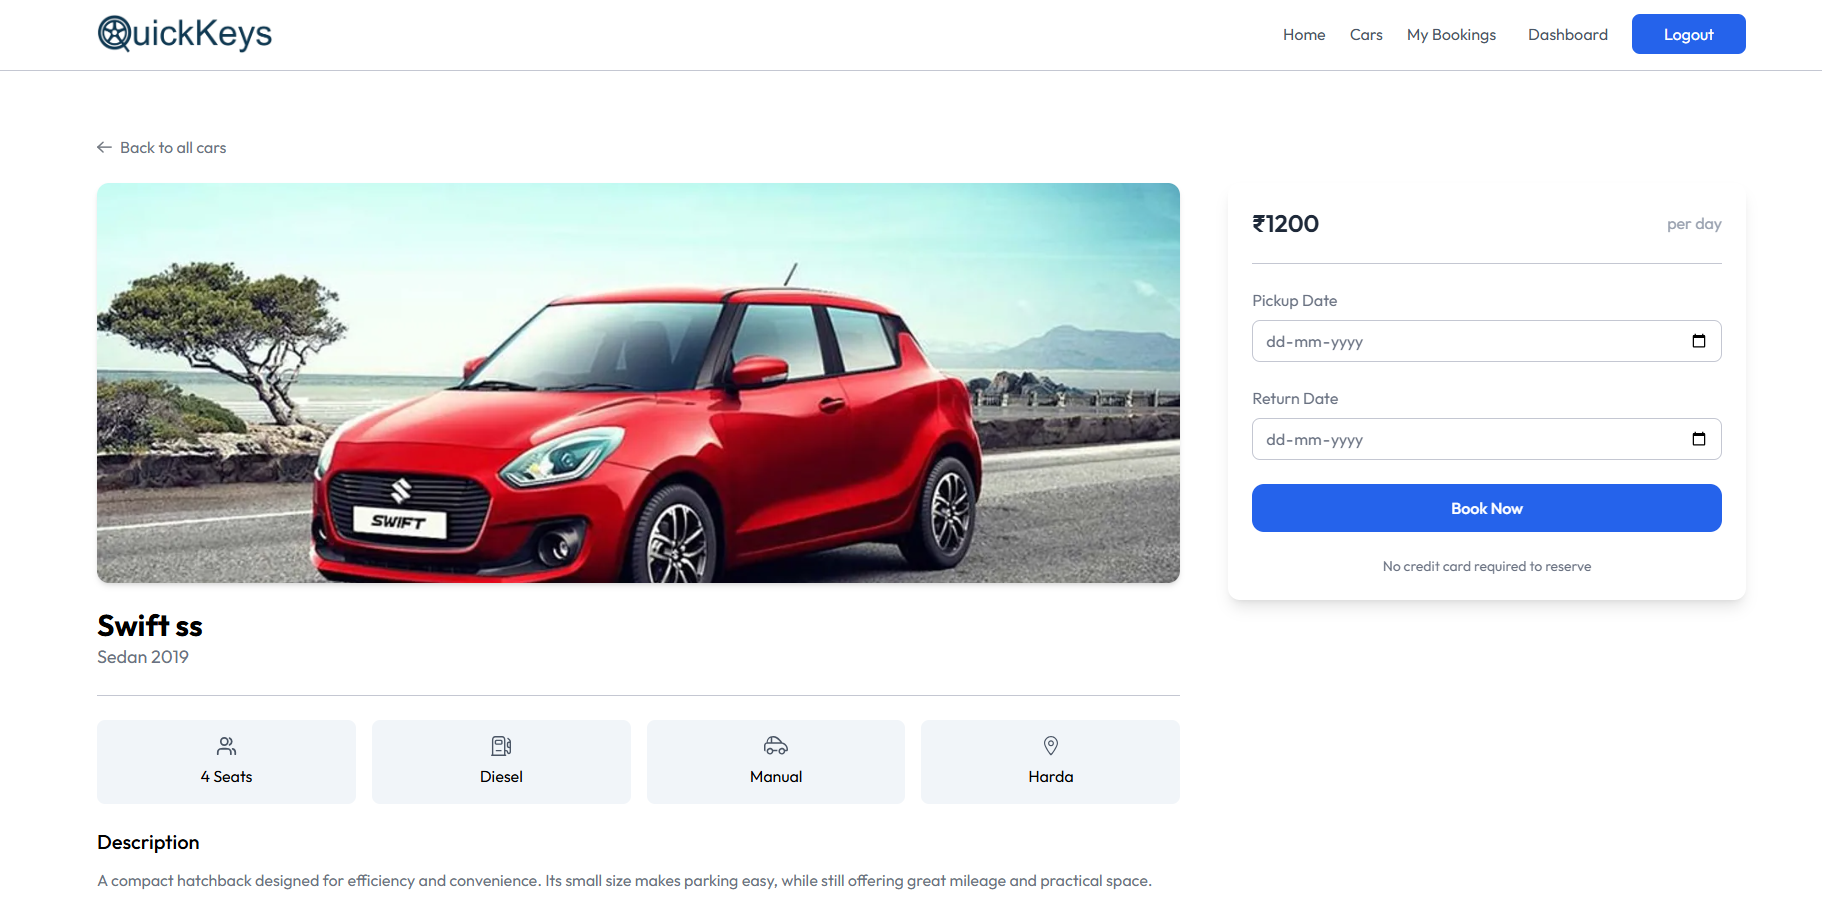 QuickKeys
Home Cars My Bookings Dashboard Logout
Back to all cars
SWIFT
₹1200 per day
Pickup Date
dd-mm-yyyy
Return Date
dd-mm-yyyy
Book Now
No credit card required to reserve
Swift ss
Sedan 2019
4 Seats Diesel Manual Harda
Description
A compact hatchback designed for efficiency and convenience. Its small size makes parking easy, while still offering great mileage and practical space.